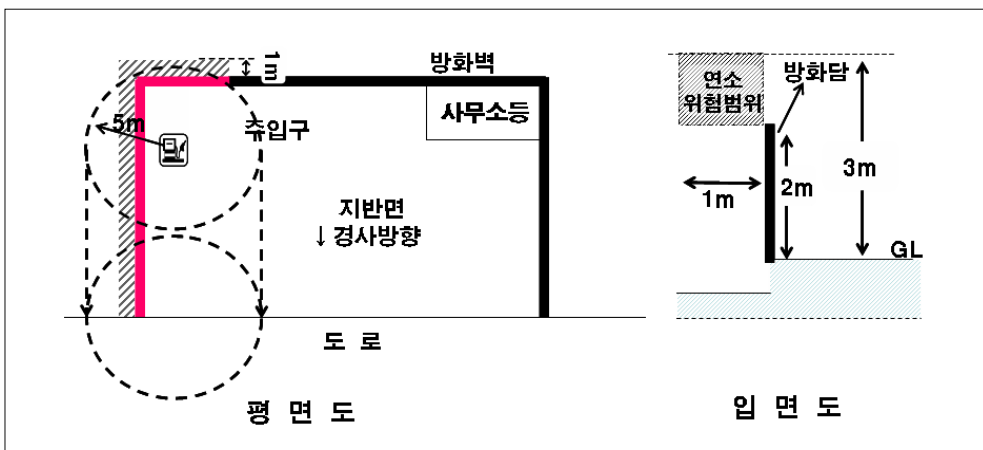 1m
방화벽
사무소등
5m
주입구
지반면
↓ 경사방향
도 로
평 면 도
연소
위험범위
방화담
1m
2m
3m
GL
입 면 도